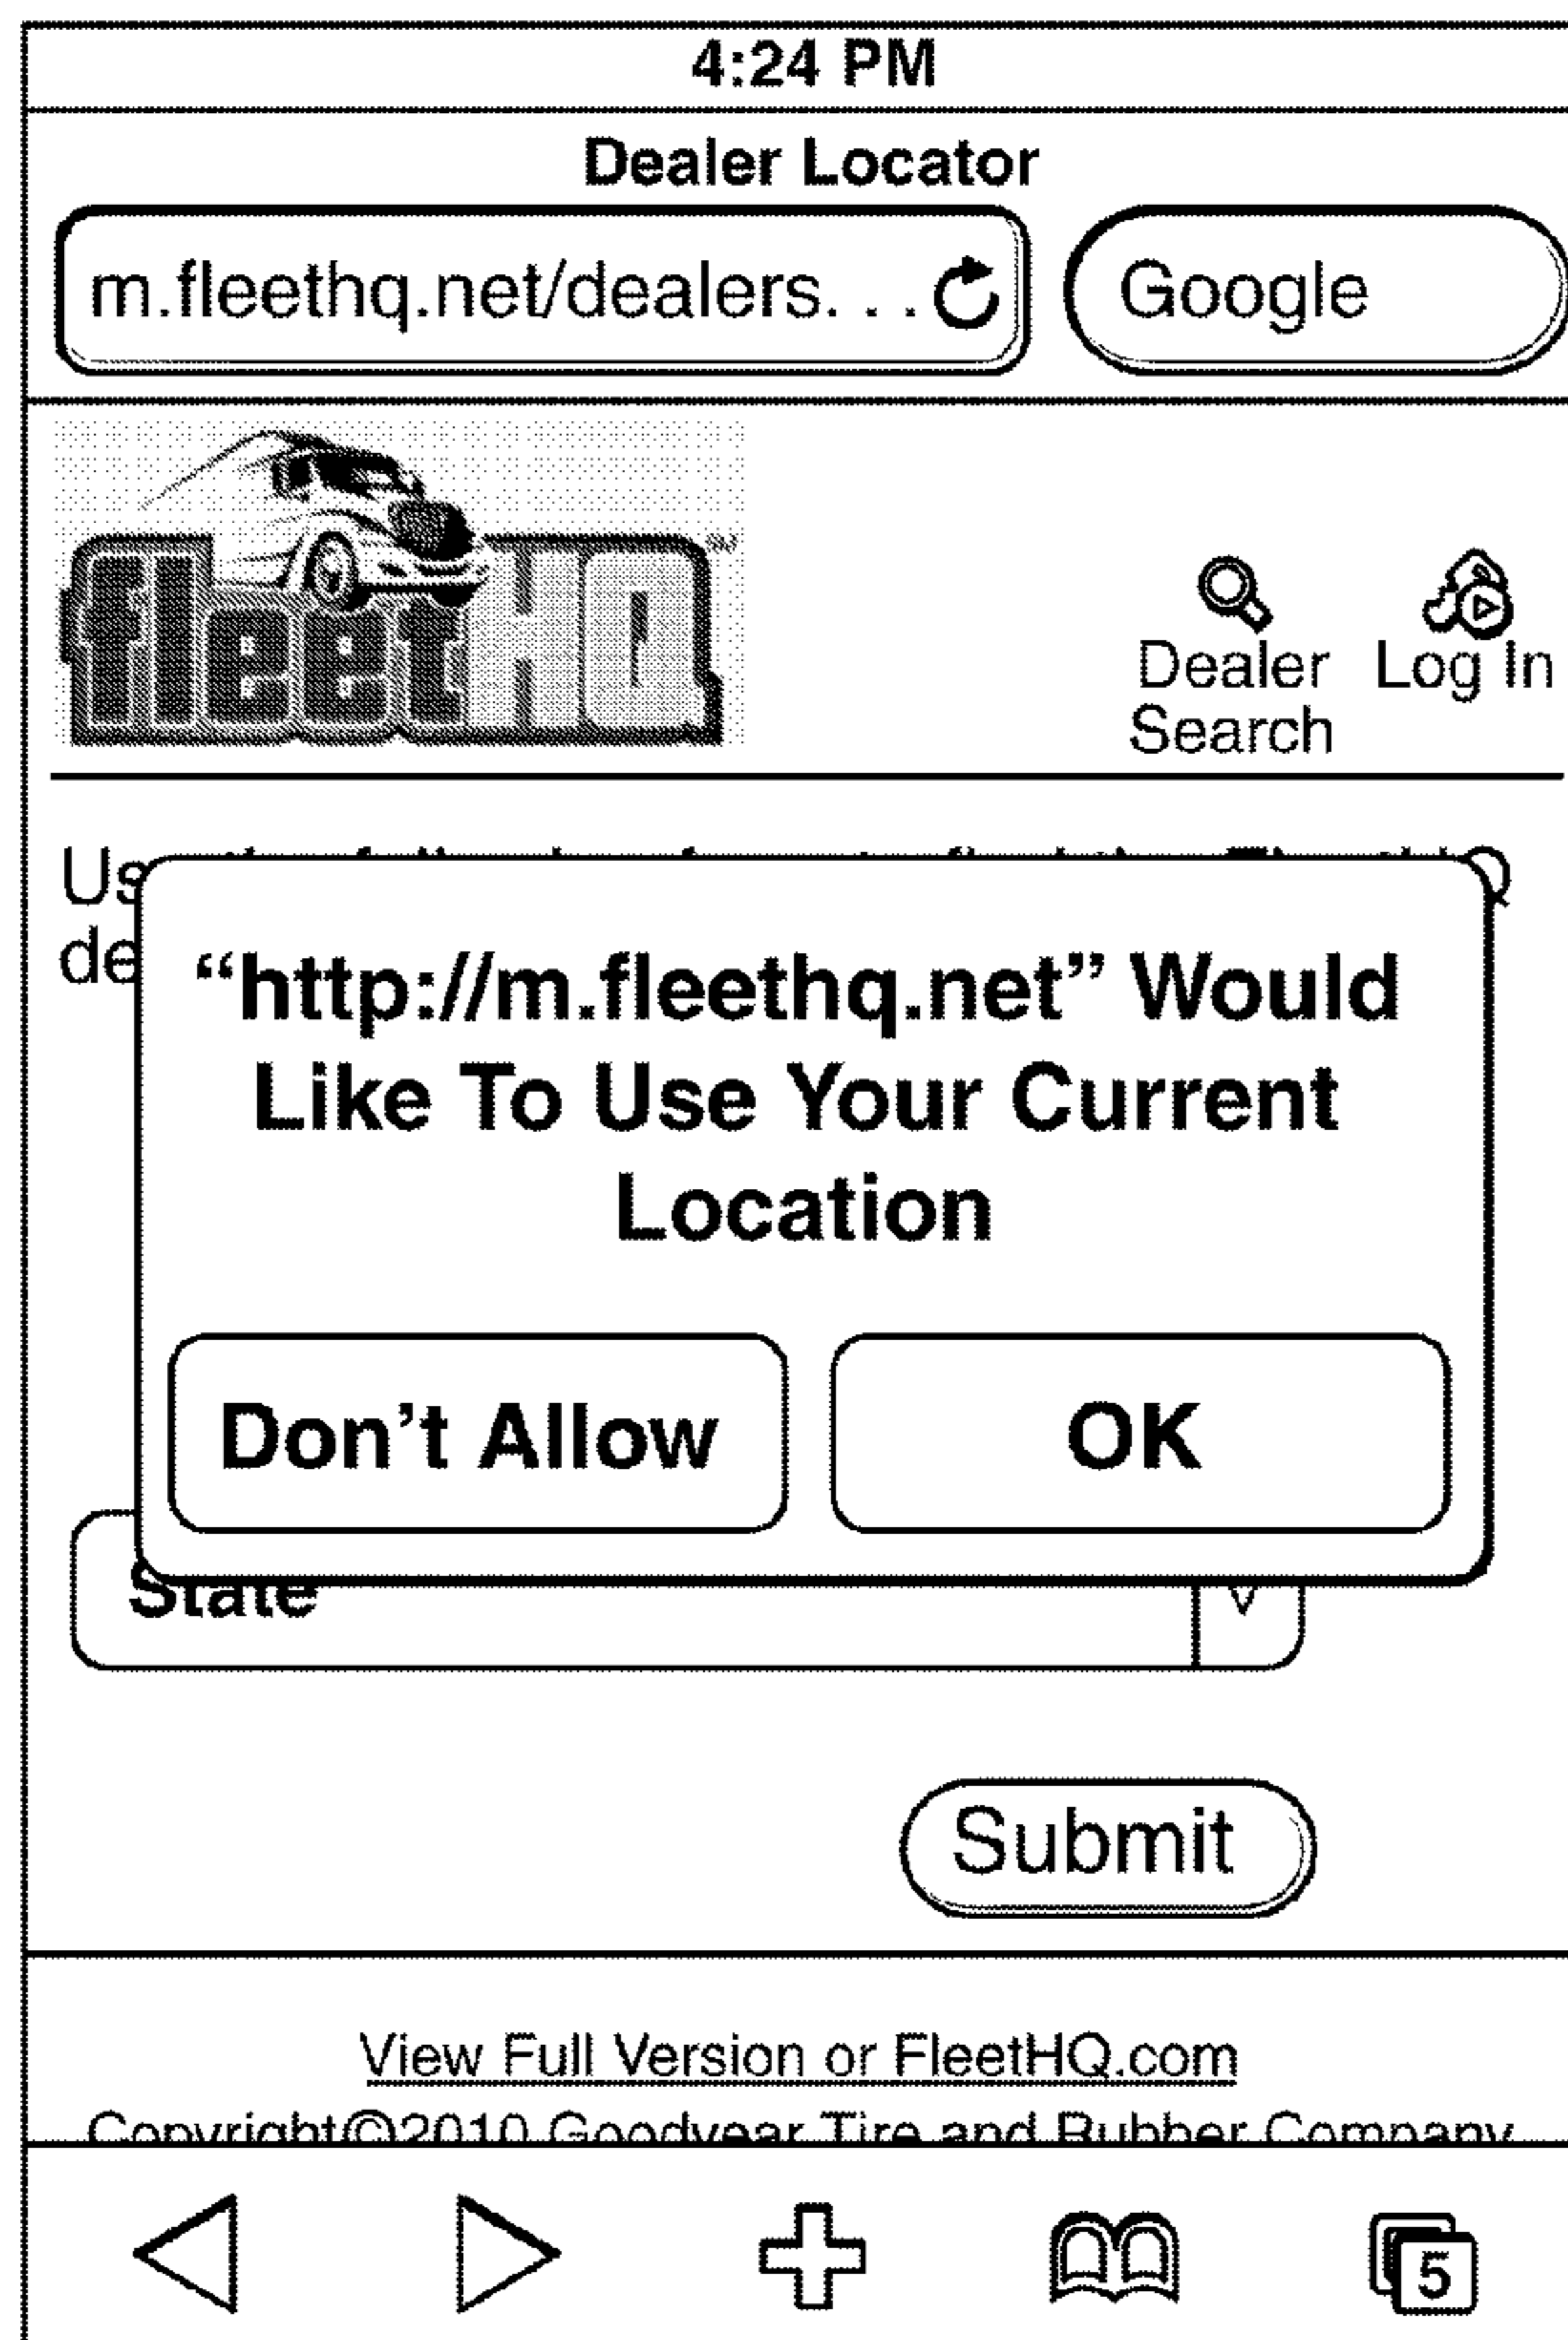 4:24 PM
Dealer Locator
m.fleethq.net/dealers. . .
Google
fleetHQ
Dealer
Search
Log In
“http://m.fleethq.net” Would
Like To Use Your Current
Location
Don’t Allow
OK
State
Submit
View Full Version or FleetHQ.com
Copyright©2010 Goodyear Tire and Rubber Company
5